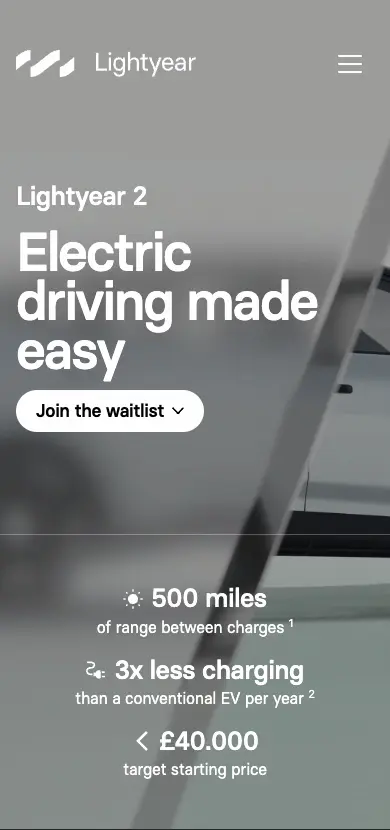 Lightyear
Lightyear 2
Electric
driving made
easy
Join the waitlist
500 miles
of range between charges ¹
3x less charging
than a conventional EV per year ²
< £40.000
target starting price